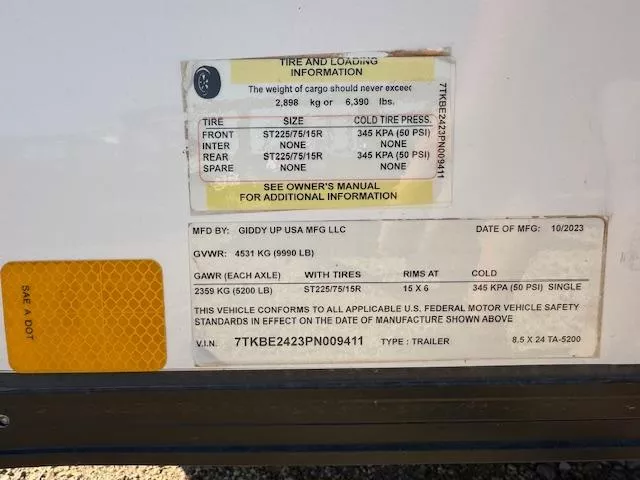 TIRE AND LOADING
INFORMATION
The weight of cargo should never exceed
2,898 kg or 6,390 lbs.
TIRE SIZE COLD TIRE PRESS.
FRONT ST225/75/15R 345 KPA (50 PSI)
INTER NONE NONE
REAR ST225/75/15R 345 KPA (50 PSI)
SPARE NONE NONE
SEE OWNER'S MANUAL
FOR ADDITIONAL INFORMATION
7TKBE2423PN009411
MFD BY: GIDDY UP USA MFG LLC DATE OF MFG: 10/2023
GVWR: 4531 KG (9990 LB)
GAWR (EACH AXLE) WITH TIRES RIMS AT COLD
2359 KG (5200 LB) ST225/75/15R 15 X 6 345 KPA (50 PSI) SINGLE
THIS VEHICLE CONFORMS TO ALL APPLICABLE U.S. FEDERAL MOTOR VEHICLE SAFETY
STANDARDS IN EFFECT ON THE DATE OF MANUFACTURE SHOWN ABOVE
V.I.N. 7TKBE2423PN009411 TYPE : TRAILER 8.5 X 24 TA-5200
SAE A DOT